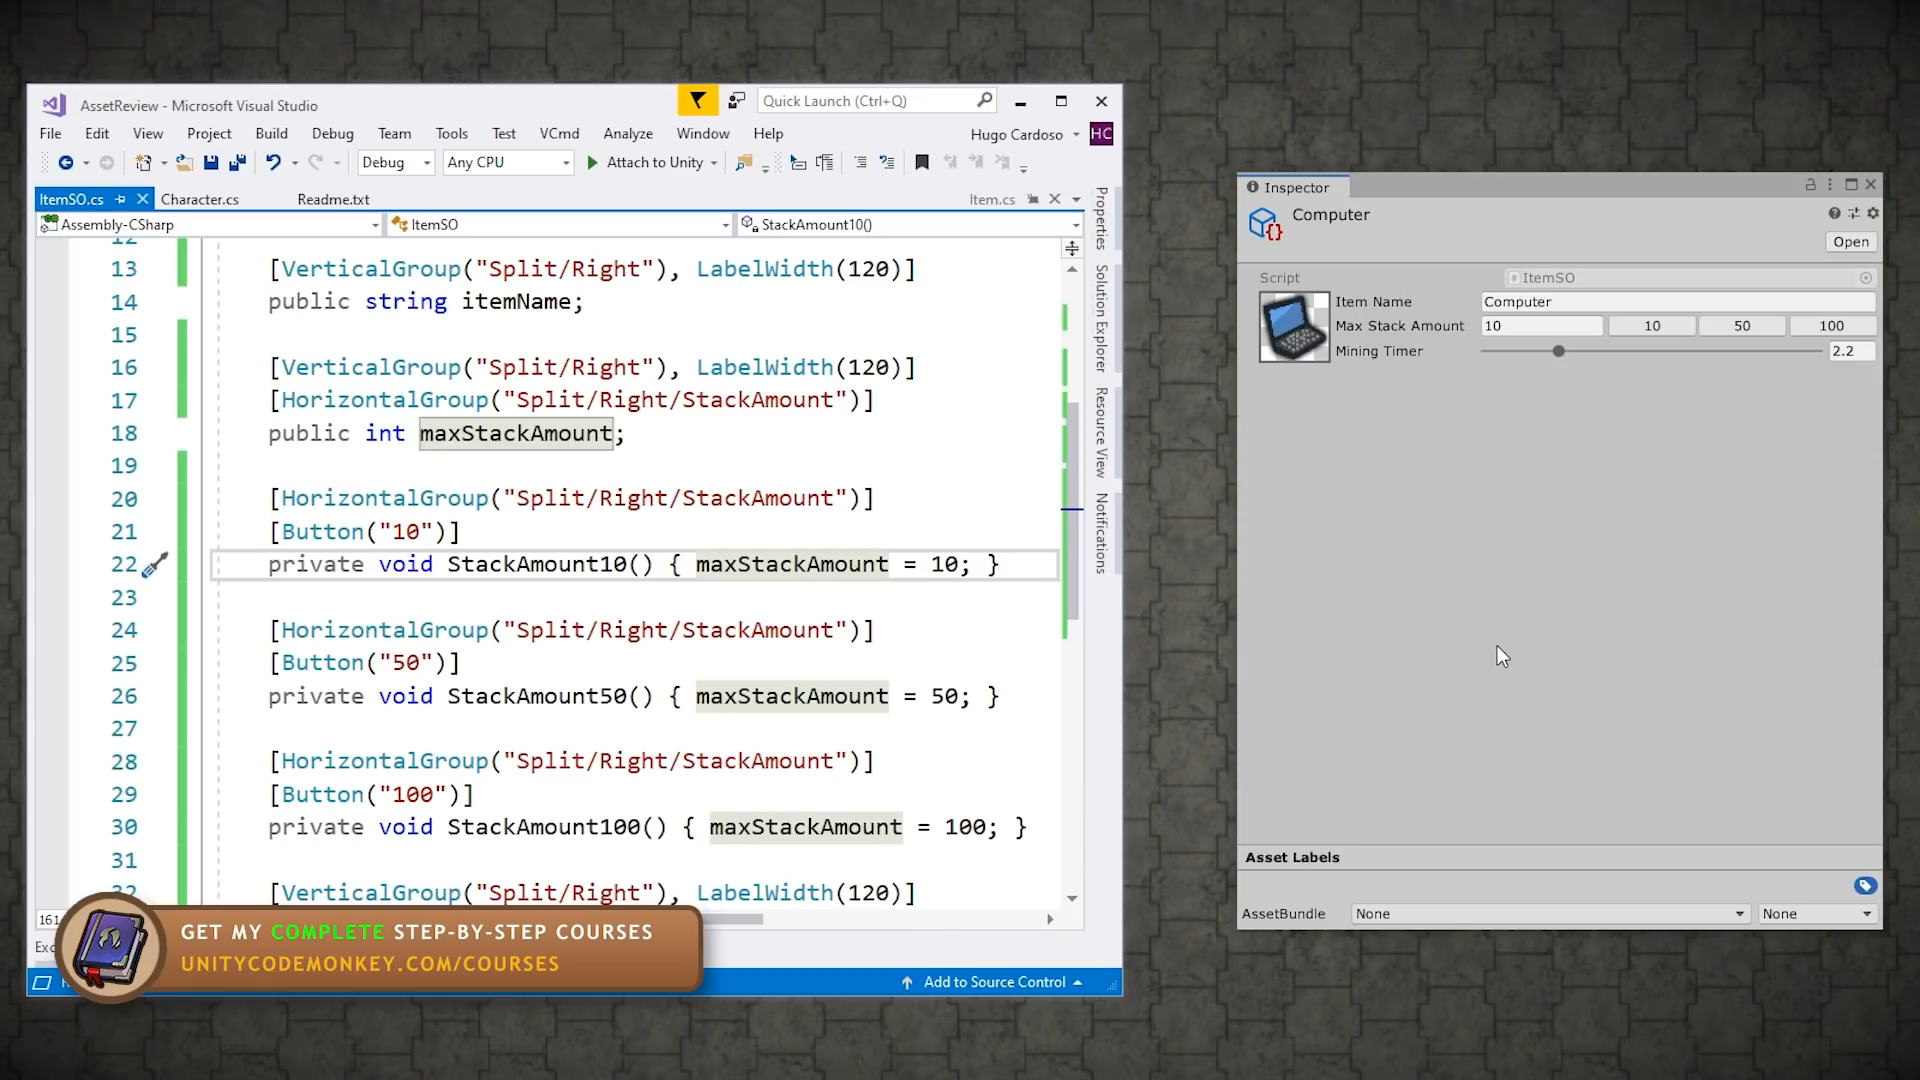 AssetReview - Microsoft Visual Studio
Quick Launch (Ctrl+Q)
File Edit View Project Build Debug Team Tools Test VCmd Analyze Window Help Hugo Cardoso HC
Debug Any CPU Attach to Unity
ItemSO.cs Character.cs Readme.txt Item.cs
Assembly-CSharp ItemSO StackAmount10()
12
13 [VerticalGroup("Split/Right"), LabelWidth(120)]
14 public string itemName;
15
16 [VerticalGroup("Split/Right"), LabelWidth(120)]
17 [HorizontalGroup("Split/Right/StackAmount")]
18 public int maxStackAmount;
19
20 [HorizontalGroup("Split/Right/StackAmount")]
21 [Button("10")]
22 private void StackAmount10() { maxStackAmount = 10; }
23
24 [HorizontalGroup("Split/Right/StackAmount")]
25 [Button("50")]
26 private void StackAmount50() { maxStackAmount = 50; }
27
28 [HorizontalGroup("Split/Right/StackAmount")]
29 [Button("100")]
30 private void StackAmount100() { maxStackAmount = 100; }
31
32 [VerticalGroup("Split/Right"), LabelWidth(120)]
161
Properties
Solution Explorer
Resource View
Notifications
GET MY COMPLETE STEP-BY-STEP COURSES
UNITYCODEMONKEY.COM/COURSES
Add to Source Control
Inspector
Computer
Open
Script ItemSO
Item Name Computer
Max Stack Amount 10 10 50 100
Mining Timer 2.2
Asset Labels
AssetBundle None None